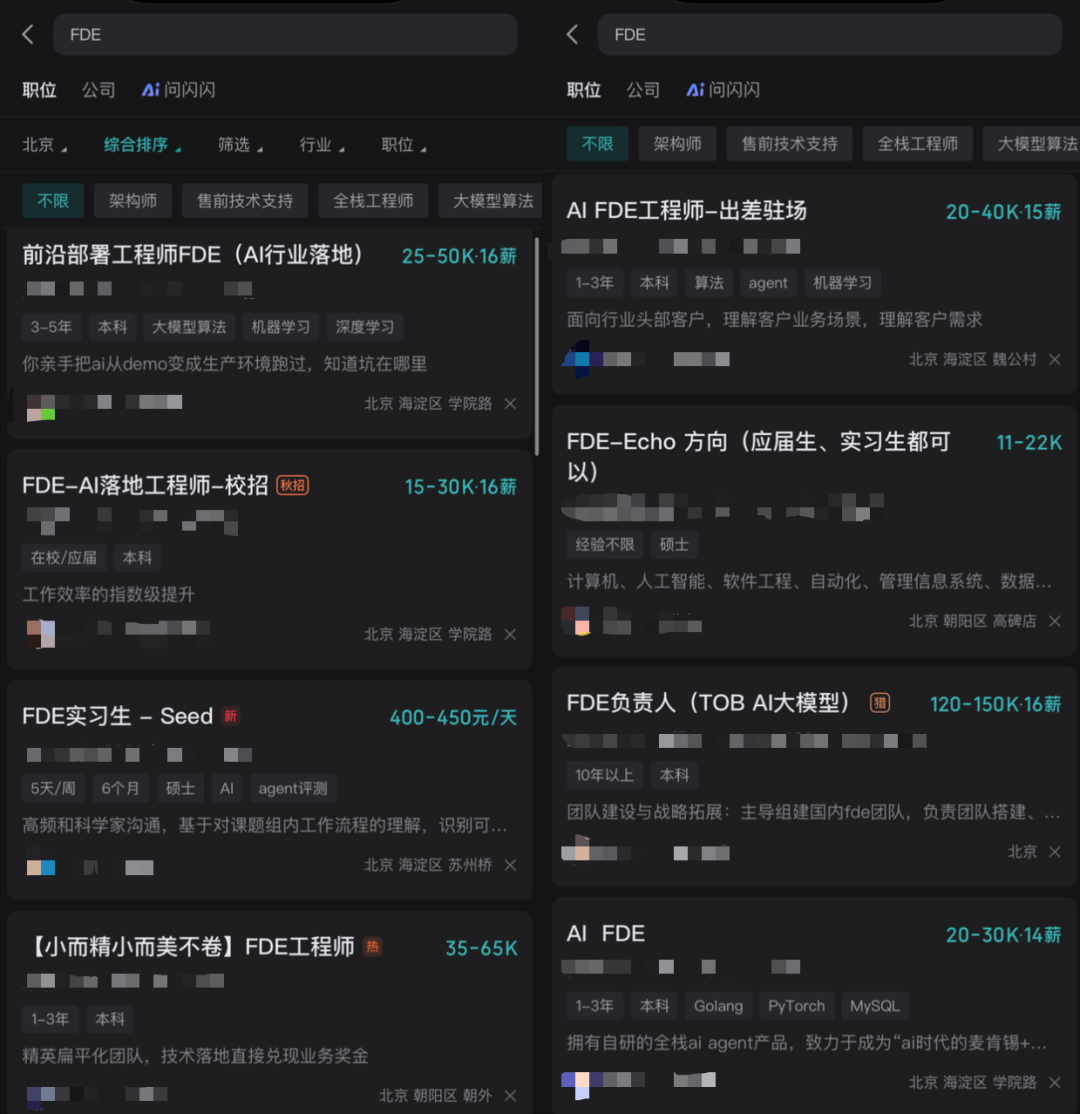 FDE
职位 公司 Ai 问闪闪
北京 综合排序 筛选 行业 职位
不限 架构师 售前技术支持 全栈工程师 大模型算法
前沿部署工程师FDE（AI行业落地） 25-50K·16薪
3-5年 本科 大模型算法 机器学习 深度学习
你亲手把ai从demo变成生产环境跑过，知道坑在哪里
北京 海淀区 学院路
FDE-AI落地工程师-校招 秋招 15-30K·16薪
在校/应届 本科
工作效率的指数级提升
北京 海淀区 学院路
FDE实习生 - Seed 新 400-450元/天
5天/周 6个月 硕士 AI agent评测
高频和科学家沟通，基于对课题组内工作流程的理解，识别可...
北京 海淀区 苏州桥
【小而精小而美不卷】FDE工程师 热 35-65K
1-3年 本科
精英扁平化团队，技术落地直接兑现业务奖金
北京 朝阳区 朝外
FDE
职位 公司 Ai 问闪闪
不限 架构师 售前技术支持 全栈工程师 大模型算法
AI FDE工程师-出差驻场 20-40K·15薪
1-3年 本科 算法 agent 机器学习
面向行业头部客户，理解客户业务场景，理解客户需求
北京 海淀区 魏公村
FDE-Echo 方向（应届生、实习生都可 11-22K
以）
经验不限 硕士
计算机、人工智能、软件工程、自动化、管理信息系统、数据...
北京 朝阳区 高碑店
FDE负责人（TOB AI大模型） 猎 120-150K·16薪
10年以上 本科
团队建设与战略拓展：主导组建国内fde团队，负责团队搭建、...
北京
AI FDE 20-30K·14薪
1-3年 本科 Golang PyTorch MySQL
拥有自研的全栈ai agent产品，致力于成为“ai时代的麦肯锡+...
北京 海淀区 学院路